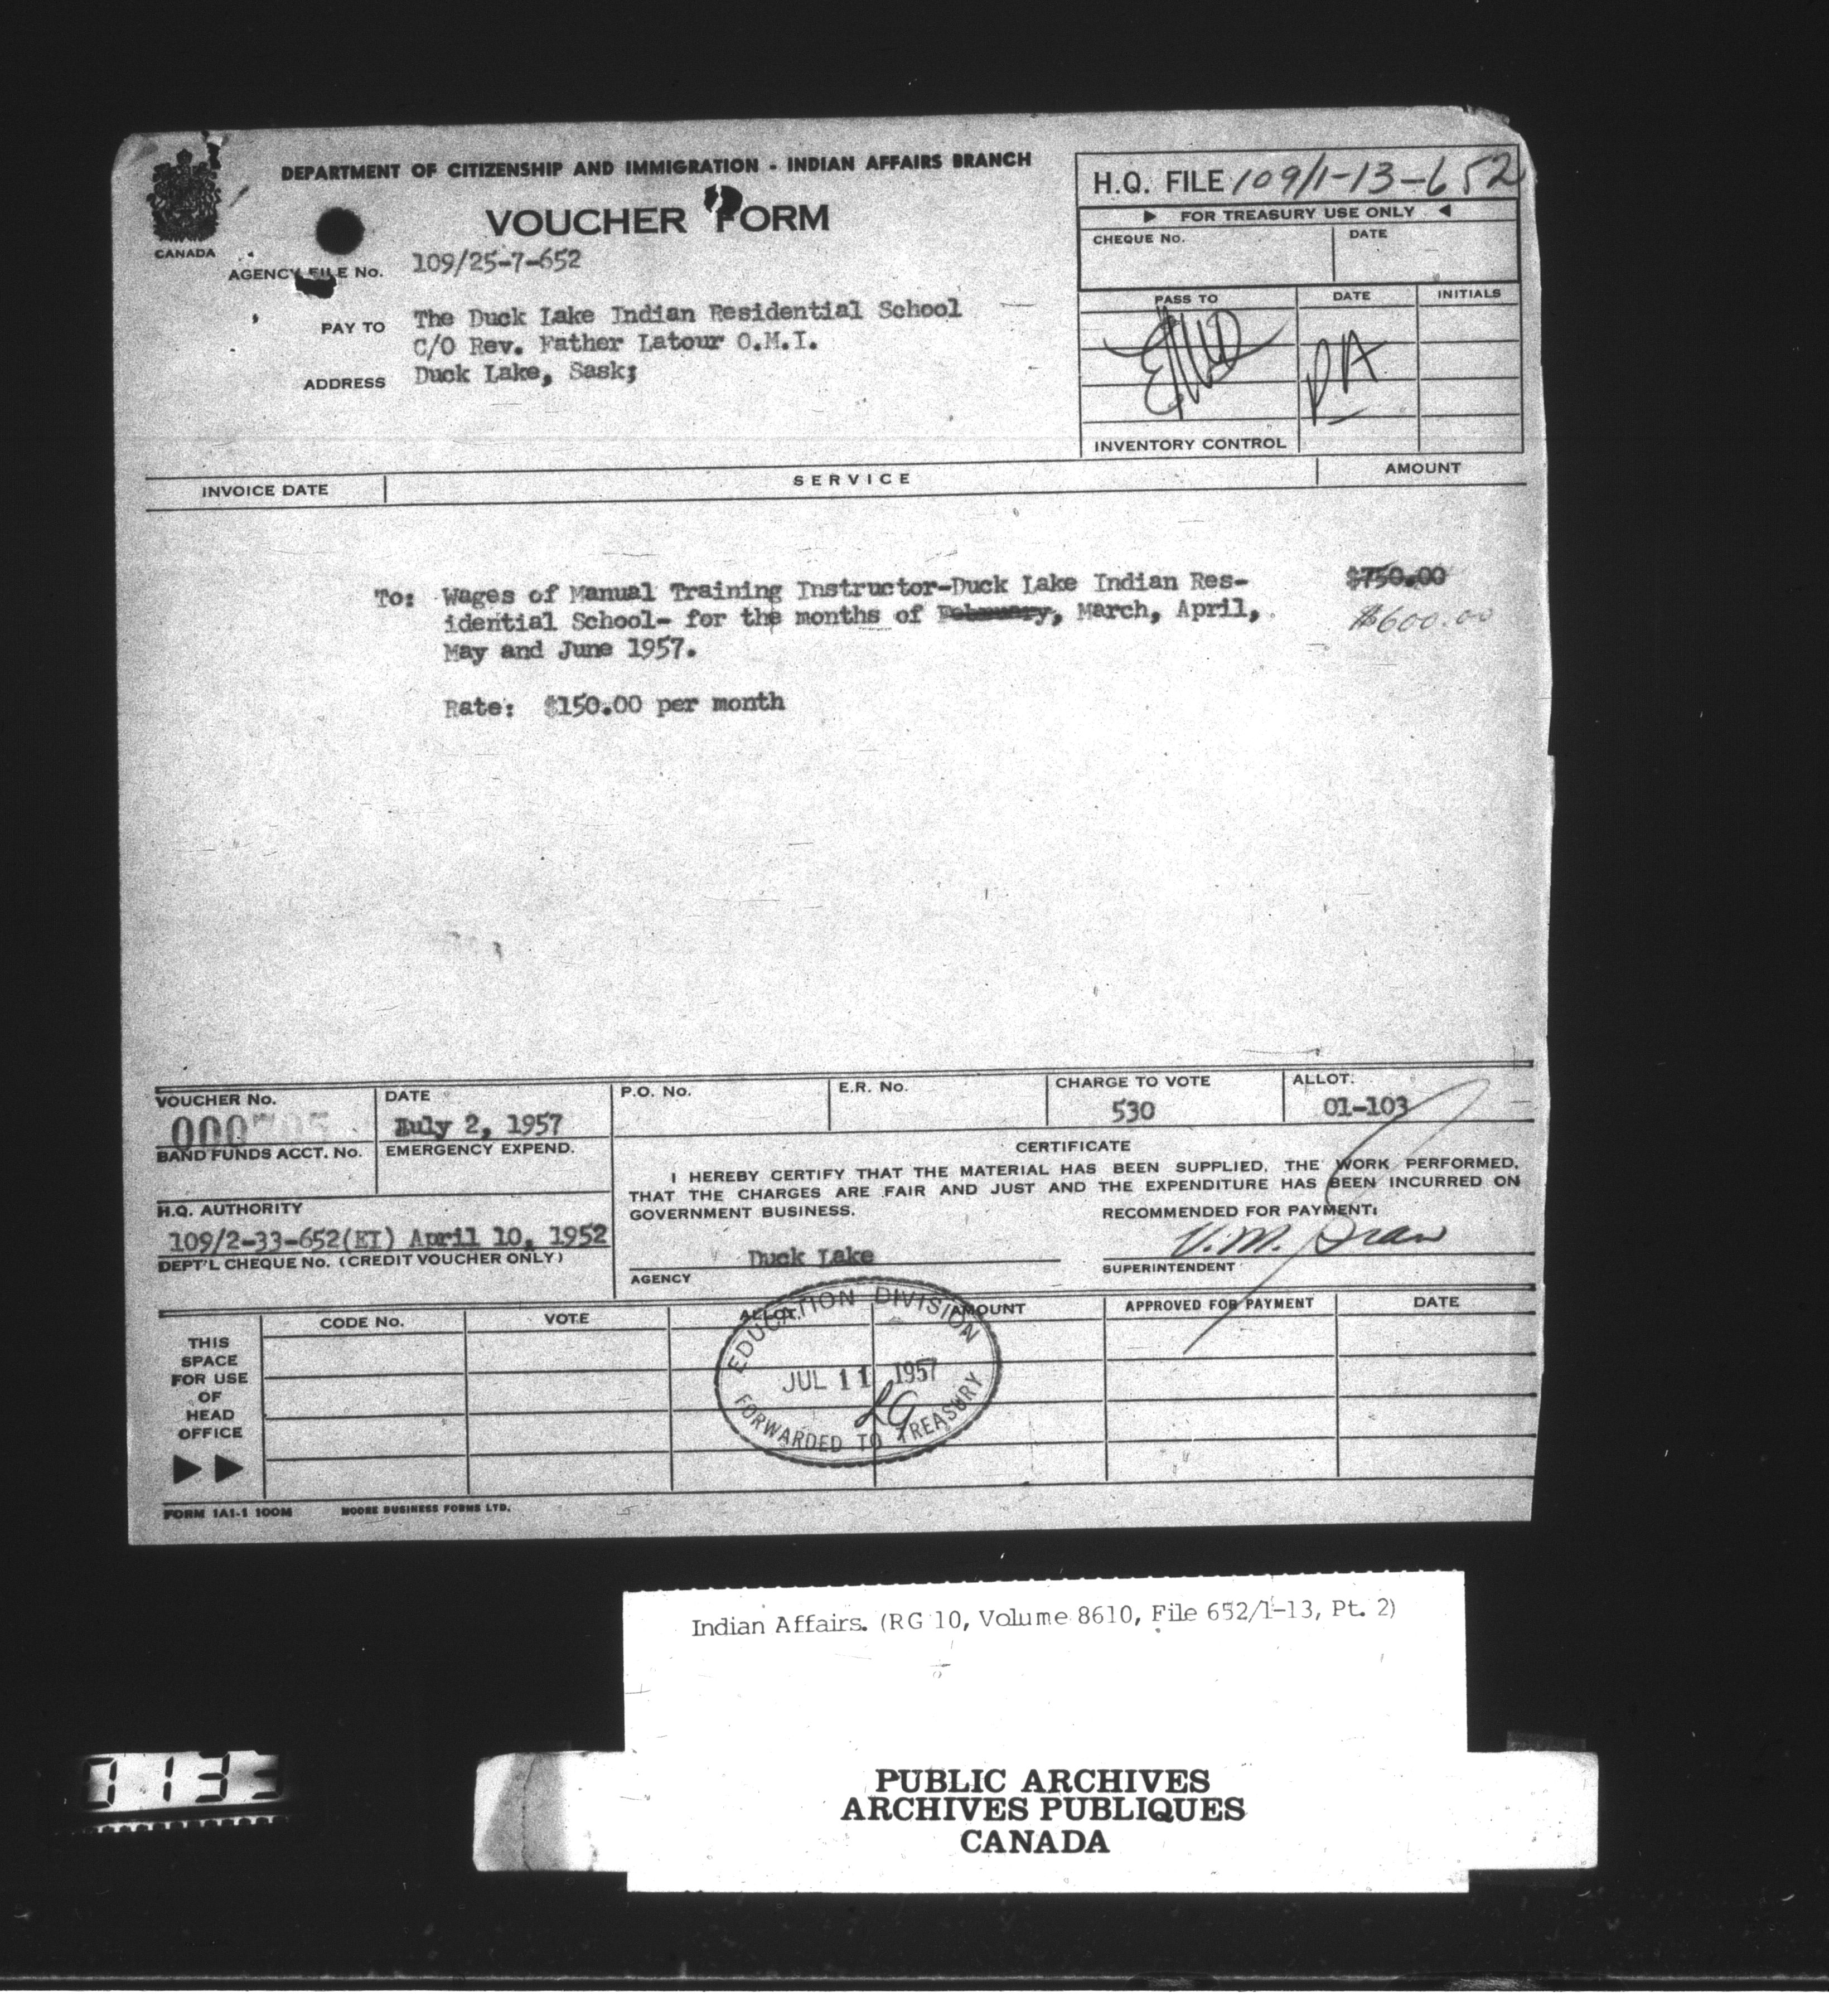 DEPARTMENT OF CITIZENSHIP AND IMMIGRATION - INDIAN AFFAIRS BRANCH
H.Q. FILE 109/1-13-652
VOUCHER FORM
FOR TREASURY USE ONLY
CANADA
CHEQUE No.
DATE
AGENCY FILE No. 109/25-7-652
PASS TO
DATE
INITIALS
PAY TO The Duck Lake Indian Residential School
C/O Rev. Father Latour O.M.I.
ADDRESS Duck Lake, Sask;
RA
INVENTORY CONTROL
INVOICE DATE
SERVICE
AMOUNT
To: Wages of Manual Training Instructor-Duck Lake Indian Res- $750.00
idential School- for the months of February, March, April, $600.00
May and June 1957.
Rate: $150.00 per month
VOUCHER No.
DATE
P.O. No.
E.R. No.
CHARGE TO VOTE
ALLOT.
July 2, 1957
530
01-103
BAND FUNDS ACCT. No.
EMERGENCY EXPEND.
CERTIFICATE
I HEREBY CERTIFY THAT THE MATERIAL HAS BEEN SUPPLIED, THE WORK PERFORMED,
THAT THE CHARGES ARE FAIR AND JUST AND THE EXPENDITURE HAS BEEN INCURRED ON
GOVERNMENT BUSINESS.
RECOMMENDED FOR PAYMENT:
H.Q. AUTHORITY
109/2-33-652(ET) April 10, 1952
DEPT'L CHEQUE No. (CREDIT VOUCHER ONLY)
Duck Lake
AGENCY
V.M.
SUPERINTENDENT
CODE No.
VOTE
ALLOT.
AMOUNT
APPROVED FOR PAYMENT
DATE
THIS
SPACE
FOR USE
OF
HEAD
OFFICE
EDUCATION DIVISION
JUL 11 1957
FORWARDED TO TREASURY
FORM 1A1-1 100M
MOORE BUSINESS FORMS LTD.
Indian Affairs. (RG 10, Volume 8610, File 652/1-13, Pt. 2)
PUBLIC ARCHIVES
ARCHIVES PUBLIQUES
CANADA